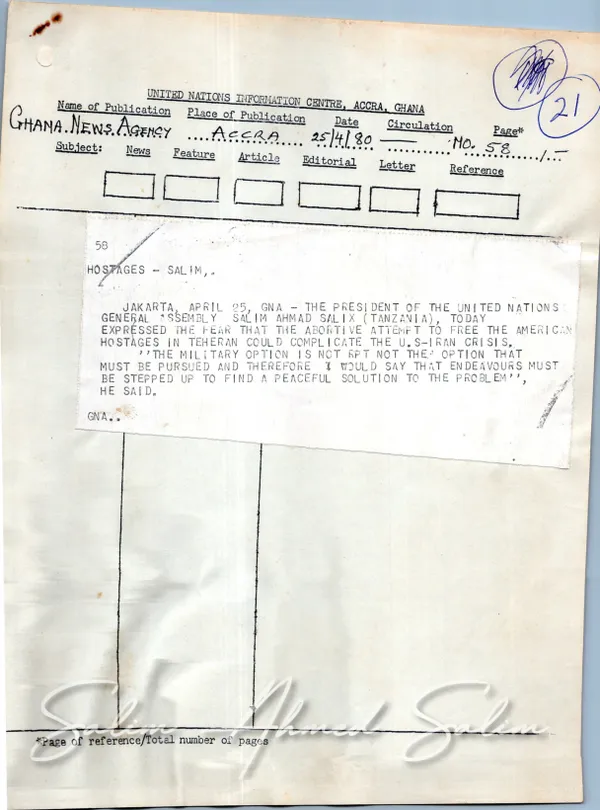 21
UNITED NATIONS INFORMATION CENTRE, ACCRA, GHANA
Name of Publication Place of Publication Date Circulation Page*
GHANA.NEWS.AGENCY ....ACCRA........ 25/4/80 — ........... NO. 58........../.—
Subject: News Feature Article Editorial Letter Reference
58
HOSTAGES - SALIM,.
JAKARTA, APRIL 25, GNA - THE PRESIDENT OF THE UNITED NATIONS
GENERAL ASSEMBLY SALIM AHMAD SALIX (TANZANIA), TODAY
EXPRESSED THE FEAR THAT THE ABORTIVE ATTEMPT TO FREE THE AMERICAN
HOSTAGES IN TEHERAN COULD COMPLICATE THE U.S-IRAN CRISIS.
''THE MILITARY OPTION IS NOT RPT NOT THE' OPTION THAT
MUST BE PURSUED AND THEREFORE I WOULD SAY THAT ENDEAVOURS MUST
BE STEPPED UP TO FIND A PEACEFUL SOLUTION TO THE PROBLEM'',
HE SAID.
GNA..
Salim Ahmed Salim
*Page of reference/Total number of pages